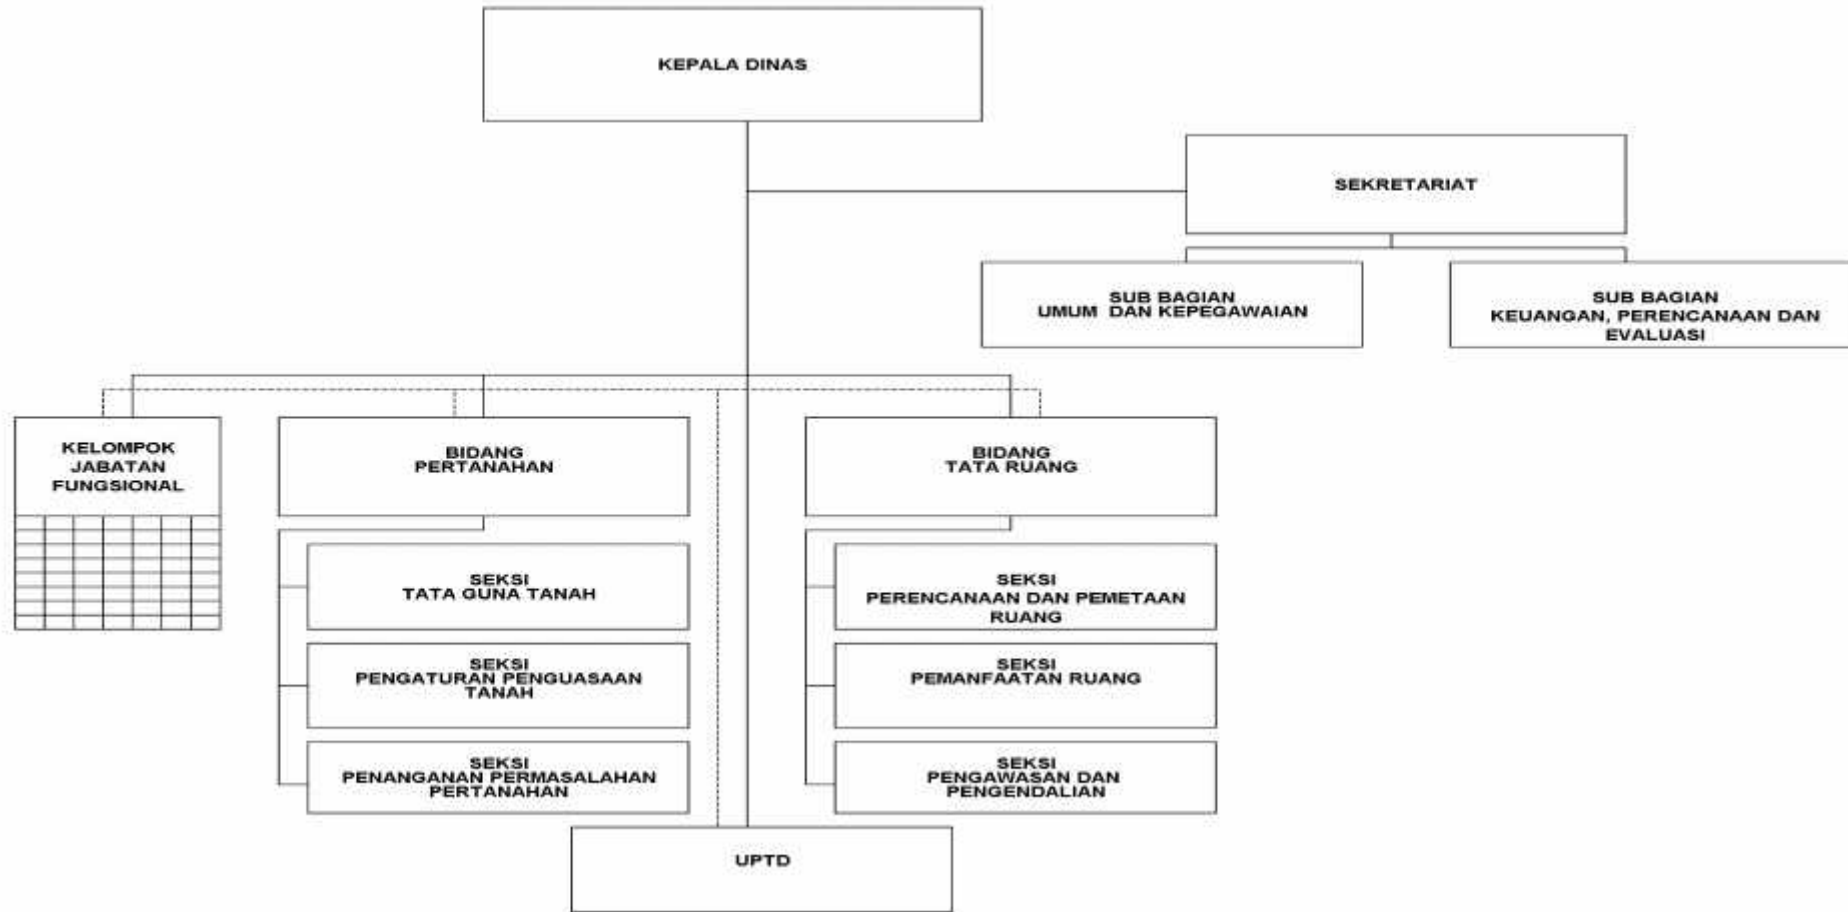 KEPALA DINAS
SEKRETARIAT
SUB BAGIAN
UMUM DAN KEPEGAWAIAN
SUB BAGIAN
KEUANGAN, PERENCANAAN DAN
EVALUASI
KELOMPOK
JABATAN
FUNGSIONAL
BIDANG
PERTANAHAN
SEKSI
TATA GUNA TANAH
SEKSI
PENGATURAN PENGUASAAN
TANAH
SEKSI
PENANGANAN PERMASALAHAN
PERTANAHAN
BIDANG
TATA RUANG
SEKSI
PERENCANAAN DAN PEMETAAN
RUANG
SEKSI
PEMANFAATAN RUANG
SEKSI
PENGAWASAN DAN
PENGENDALIAN
UPTD